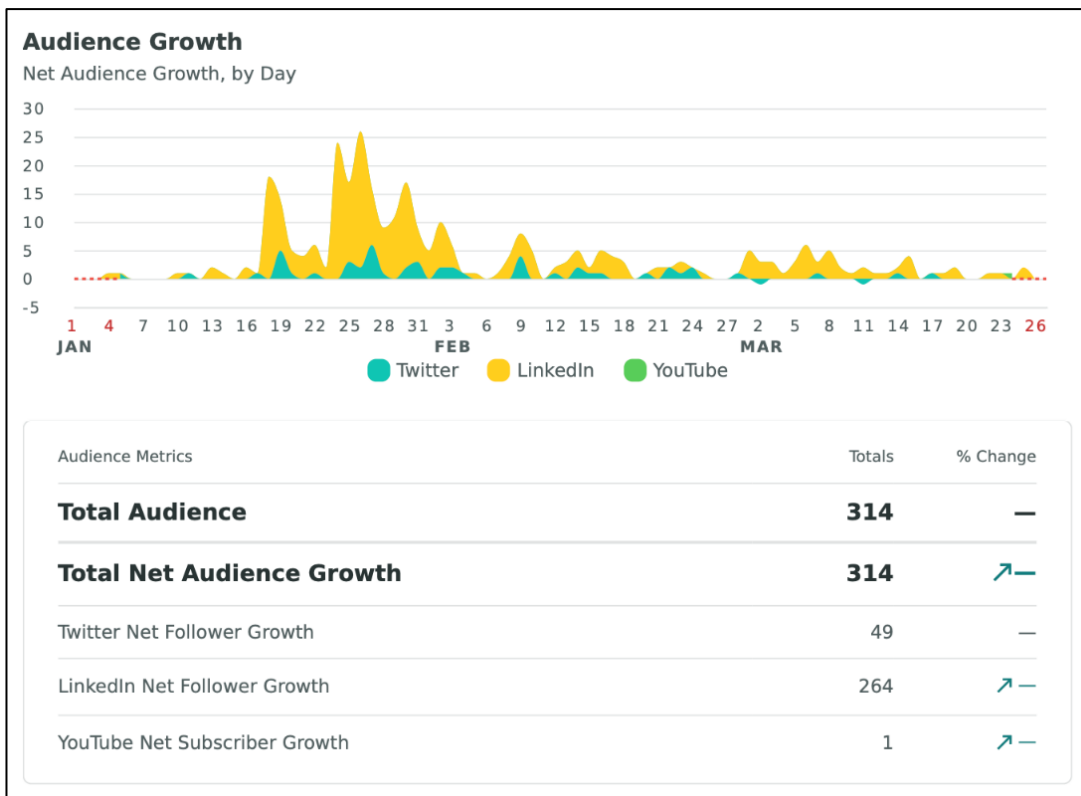 Audience Growth
Net Audience Growth, by Day
30
25
20
15
10
5
0
-5
1 4 7 10 13 16 19 22 25 28 31 3 6 9 12 15 18 21 24 27 2 5 8 11 14 17 20 23 26
JAN FEB MAR
Twitter LinkedIn YouTube
Audience Metrics Totals % Change
Total Audience 314 —
Total Net Audience Growth 314 ↗—
Twitter Net Follower Growth 49 —
LinkedIn Net Follower Growth 264 ↗—
YouTube Net Subscriber Growth 1 ↗—